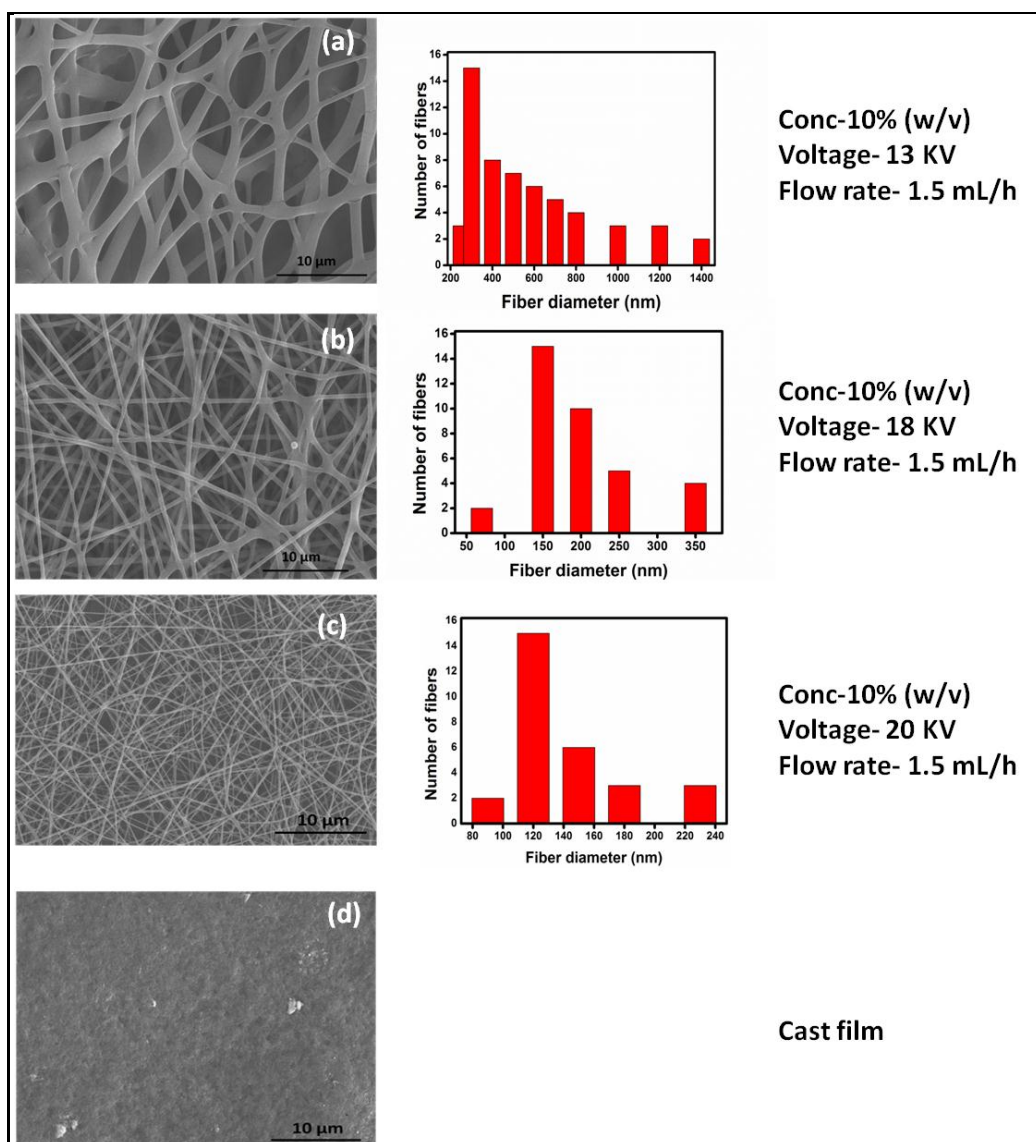 (a)
10 µm
Number of fibers
16
14
12
10
8
6
4
2
0
200 400 600 800 1000 1200 1400
Fiber diameter (nm)
Conc-10% (w/v)
Voltage- 13 KV
Flow rate- 1.5 mL/h
(b)
10 µm
Number of fibers
16
14
12
10
8
6
4
2
0
50 100 150 200 250 300 350
Fiber diameter (nm)
Conc-10% (w/v)
Voltage- 18 KV
Flow rate- 1.5 mL/h
(c)
10 µm
Number of fibers
16
14
12
10
8
6
4
2
0
80 100 120 140 160 180 200 220 240
Fiber diameter (nm)
Conc-10% (w/v)
Voltage- 20 KV
Flow rate- 1.5 mL/h
(d)
10 µm
Cast film